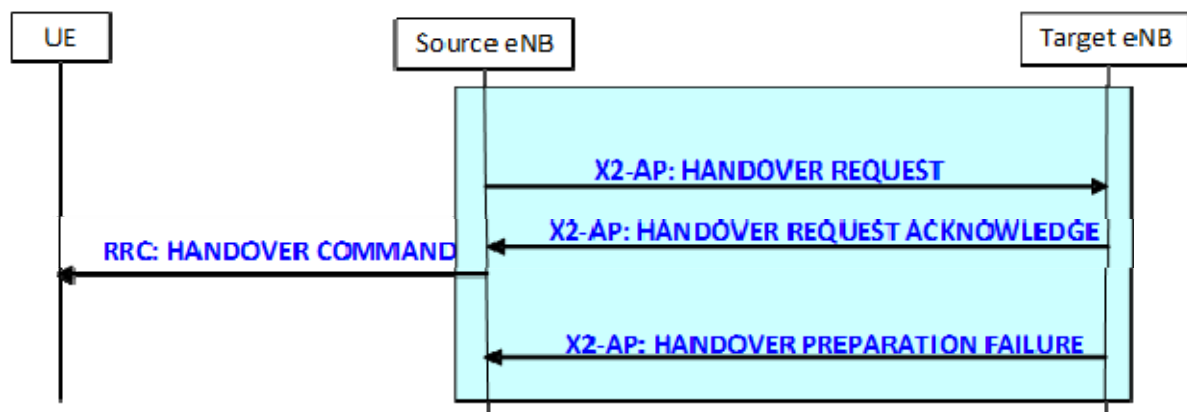 UE
Source eNB
Target eNB
X2-AP: HANDOVER REQUEST
X2-AP: HANDOVER REQUEST ACKNOWLEDGE
RRC: HANDOVER COMMAND
X2-AP: HANDOVER PREPARATION FAILURE